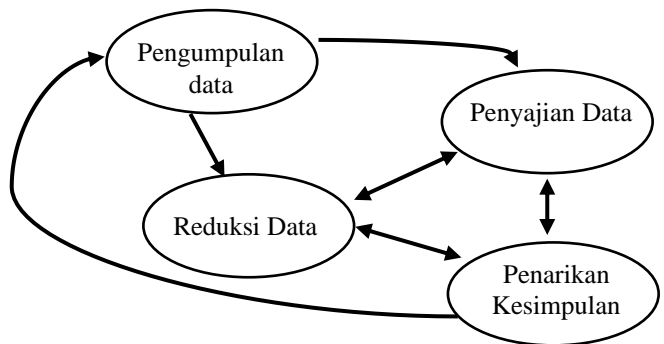 Pengumpulan
data
Penyajian Data
Reduksi Data
Penarikan
Kesimpulan